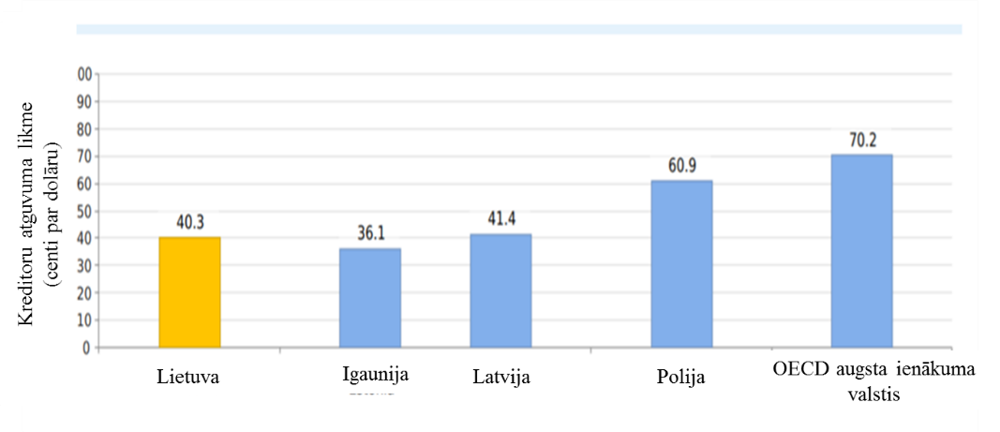 Kreditoru atguvuma likme
(centi par dolāru)
00
90
80
70
60
50
40
30
20
10
0
40.3
36.1
41.4
60.9
70.2
Lietuva
Igaunija
Latvija
Polija
OECD augsta ienākuma
valstis